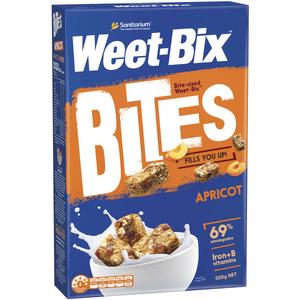 Sanitarium
Weet-Bix
Bite-sized
Weet-Bix
BiTES
FILLS YOU UP!
APRICOT
69%
wholegrain
Iron+B
vitamins
500g NET